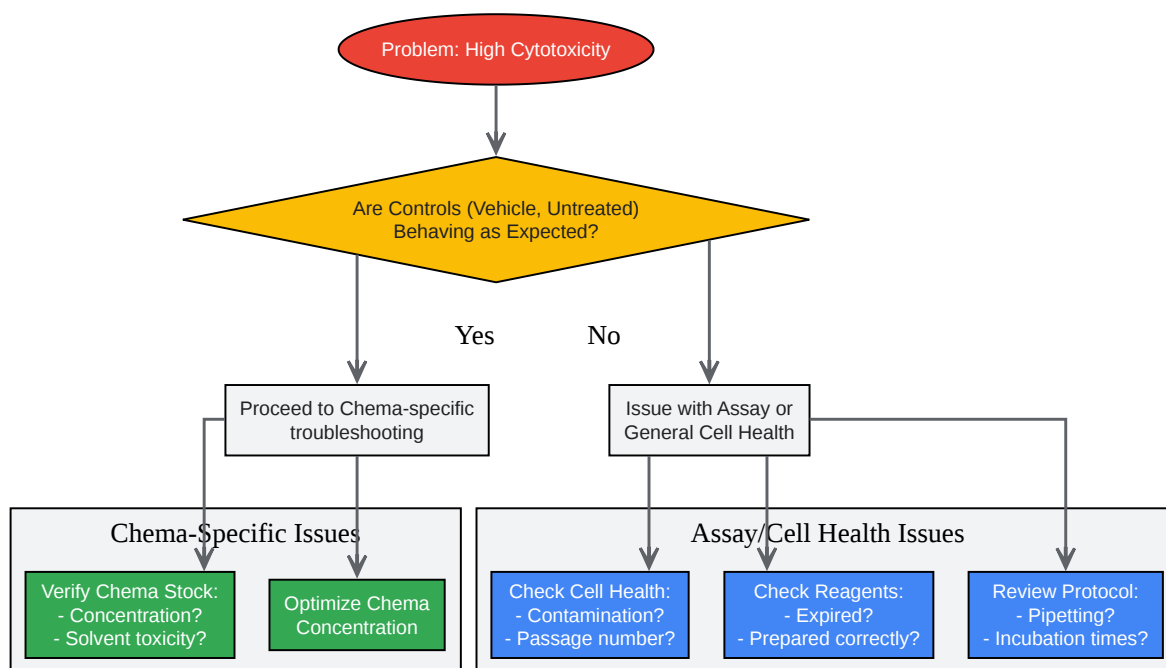 Problem: High Cytotoxicity
Are Controls (Vehicle, Untreated)
Behaving as Expected?
Yes
No
Proceed to Chema-specific
troubleshooting
Issue with Assay or
General Cell Health
Chema-Specific Issues
Verify Chema Stock:
- Concentration?
- Solvent toxicity?
Optimize Chema
Concentration
Assay/Cell Health Issues
Check Cell Health:
- Contamination?
- Passage number?
Check Reagents:
- Expired?
- Prepared correctly?
Review Protocol:
- Pipetting?
- Incubation times?